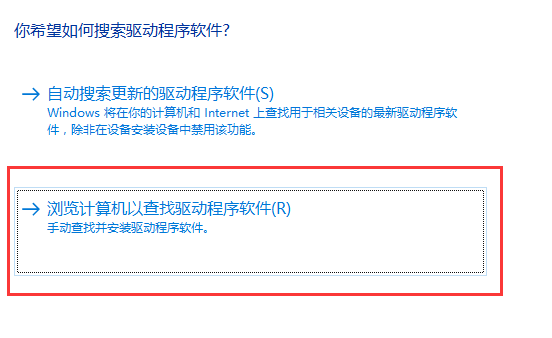 你希望如何搜索驱动程序软件?
自动搜索更新的驱动程序软件(S)
Windows 将在你的计算机和 Internet 上查找用于相关设备的最新驱动程序软
件，除非在设备安装设备中禁用该功能。
浏览计算机以查找驱动程序软件(R)
手动查找并安装驱动程序软件。